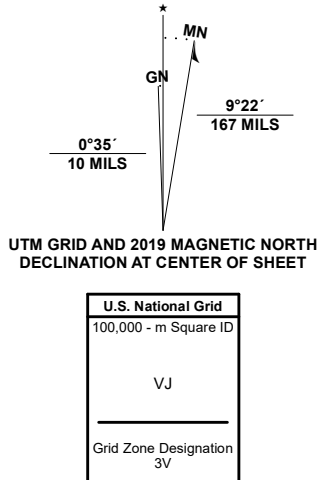 MN
GN
9°22´
167 MILS
0°35´
10 MILS
UTM GRID AND 2019 MAGNETIC NORTH
DECLINATION AT CENTER OF SHEET
U.S. National Grid
100,000 - m Square ID
VJ
Grid Zone Designation
3V